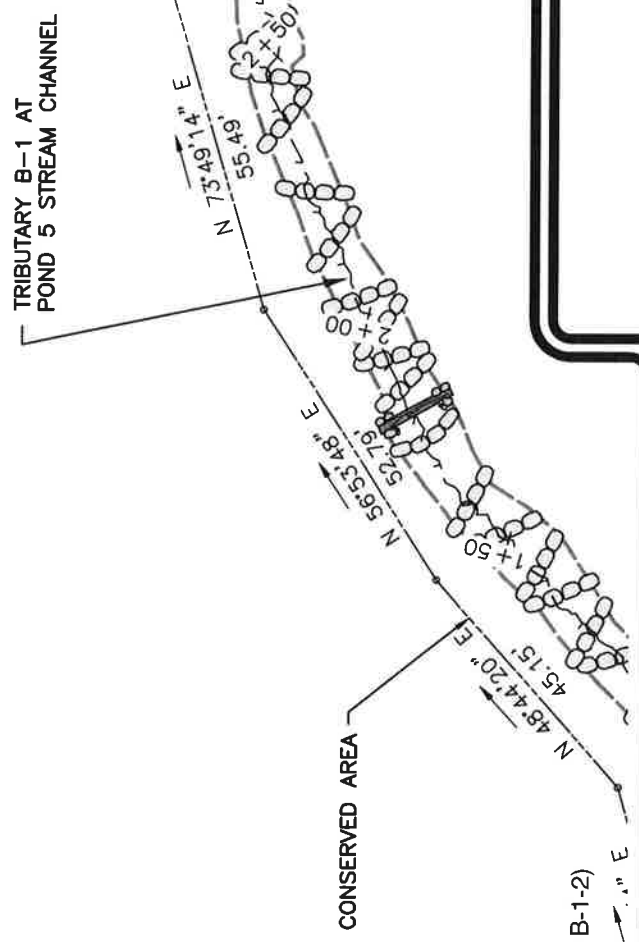 TRIBUTARY B-1 AT
POND 5 STREAM CHANNEL
N 73°49'14" E
55.49'
2+50
2+00
N 56°53'48" E
52.79'
1+50
N 48°44'20" E
45.15'
CONSERVED AREA
B-1-2)
" E